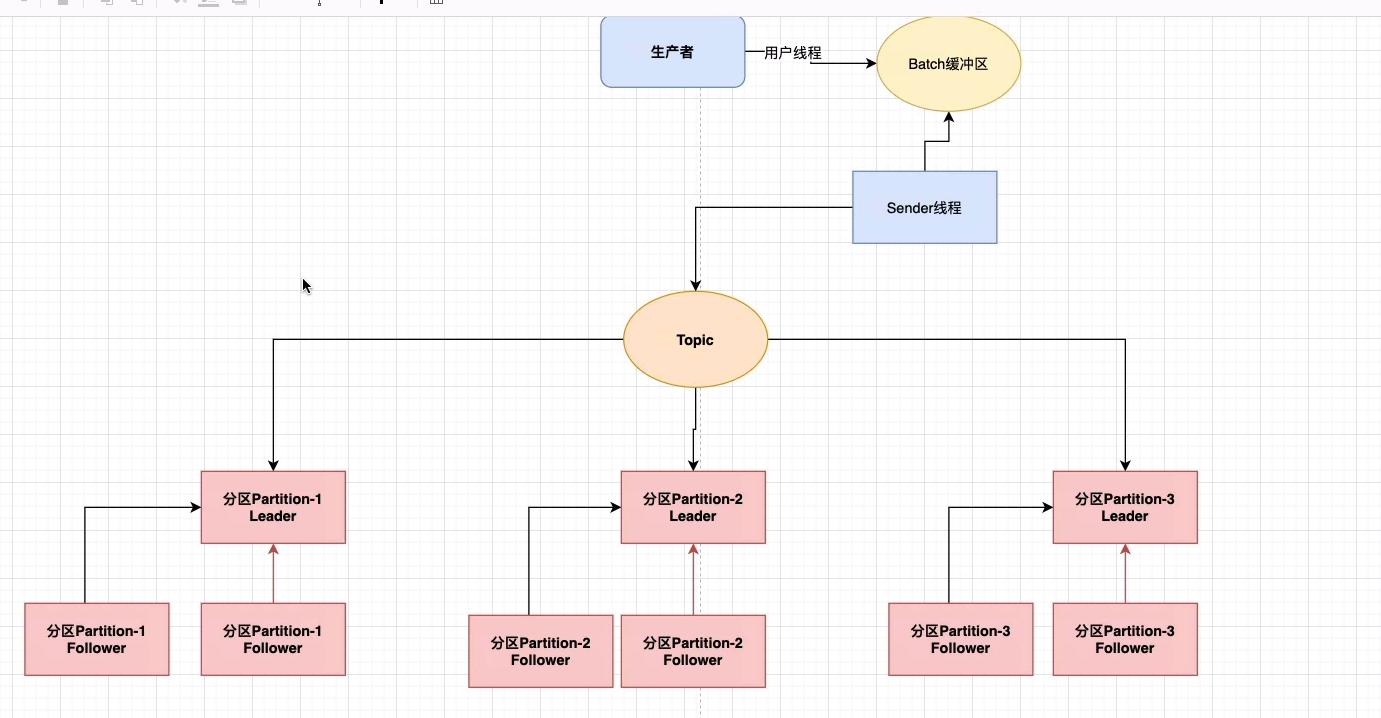 生产者
用户线程
Batch缓冲区
Sender线程
Topic
分区Partition-1
Leader
分区Partition-2
Leader
分区Partition-3
Leader
分区Partition-1
Follower
分区Partition-1
Follower
分区Partition-2
Follower
分区Partition-2
Follower
分区Partition-3
Follower
分区Partition-3
Follower